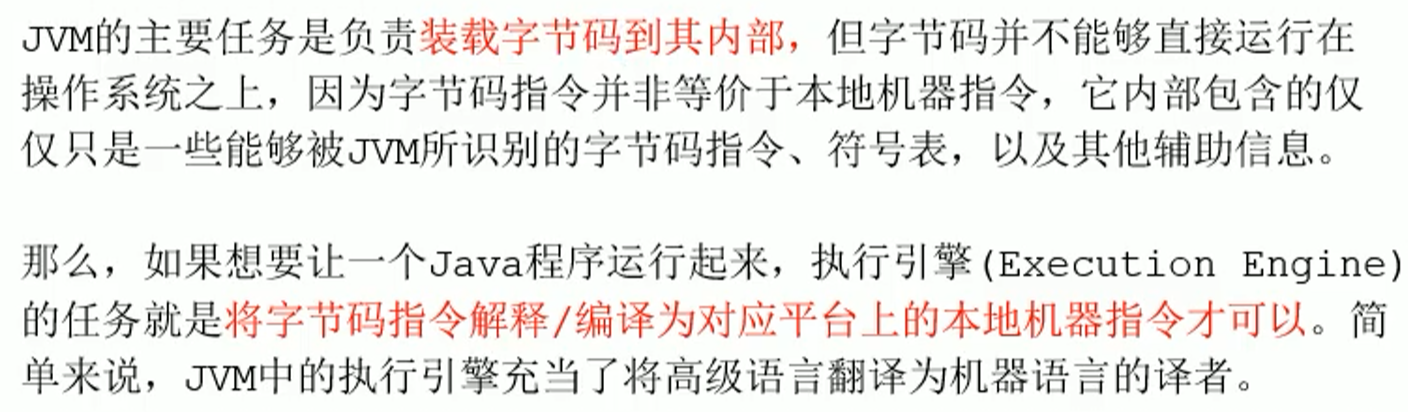 JVM的主要任务是负责装载字节码到其内部，但字节码并不能够直接运行在
操作系统之上，因为字节码指令并非等价于本地机器指令，它内部包含的仅
仅只是一些能够被JVM所识别的字节码指令、符号表，以及其他辅助信息。
那么，如果想要让一个Java程序运行起来，执行引擎(Execution Engine)
的任务就是将字节码指令解释/编译为对应平台上的本地机器指令才可以。简
单来说，JVM中的执行引擎充当了将高级语言翻译为机器语言的译者。